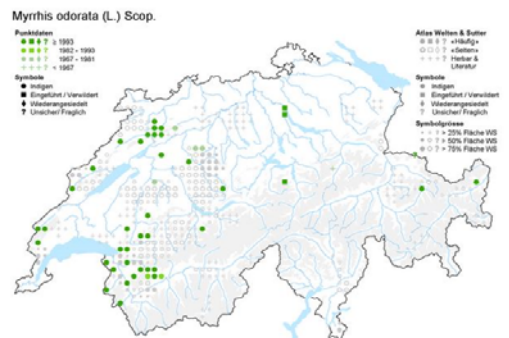 Myrrhis odorata (L.) Scop.
Punktdaten
≥ 1993
1982 - 1993
1967 - 1981
< 1967
Symbole
Indigen
Eingeführt / Verwildert
Wiederangesiedelt
Unsicher/ Fraglich
Atlas Welten & Sutter
«Häufig»
«Selten»
Herbar &
Literatur
Symbole
Indigen
Eingeführt / Verwildert
Wiederangesiedelt
Unsicher/ Fraglich
Symbolgrösse
> 25% Fläche WS
> 50% Fläche WS
> 75% Fläche WS